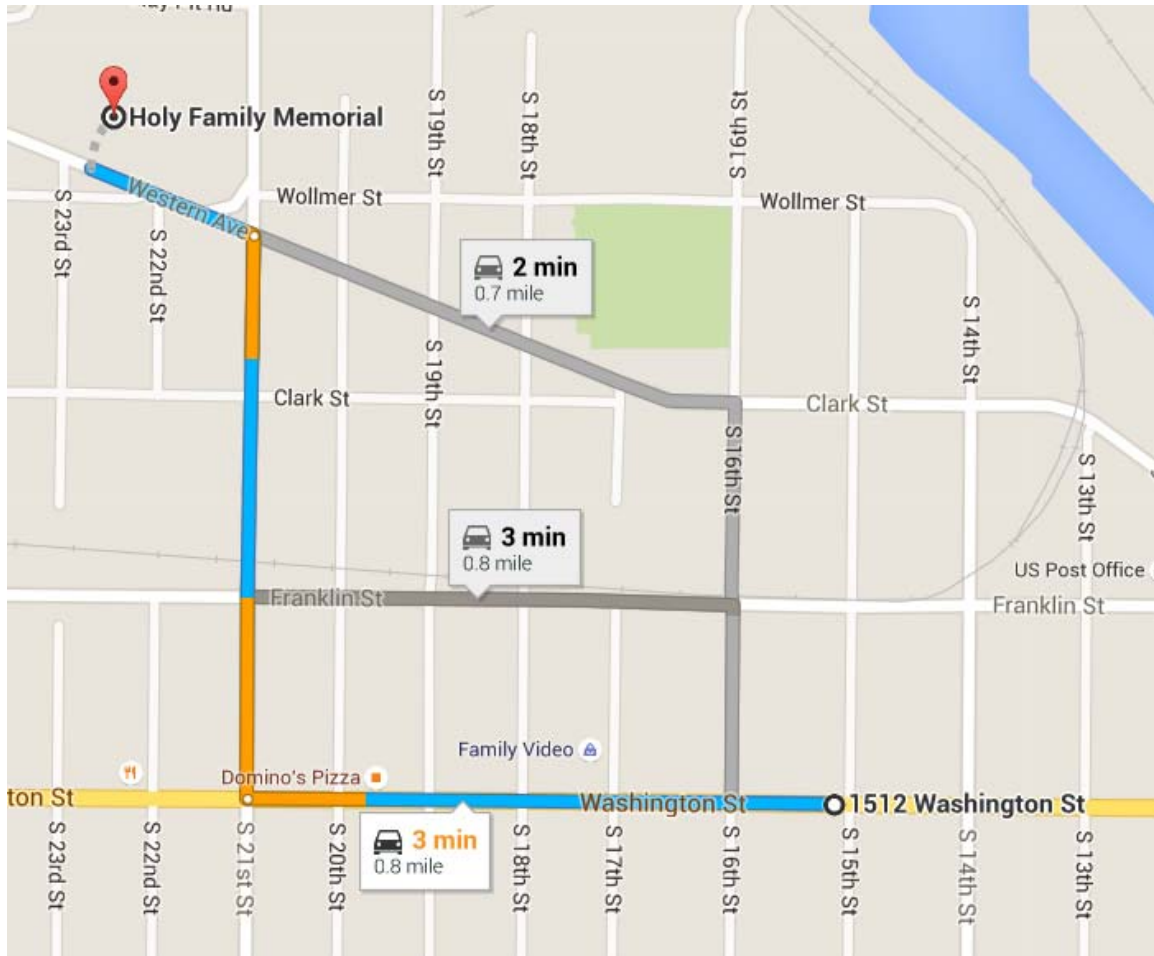 Holy Family Memorial
S 19th St
S 18th St
S 16th St
Western Ave
Wollmer St
Wollmer St
S 23rd St
S 22nd St
2 min
0.7 mile
S 14th St
S 19th St
Clark St
Clark St
S 16th St
S 13th St
3 min
0.8 mile
US Post Office
Franklin St
Franklin St
Family Video
Domino's Pizza
ton St
Washington St
1512 Washington St
3 min
0.8 mile
S 23rd St
S 22nd St
S 21st St
S 20th St
S 18th St
S 17th St
S 16th St
S 15th St
S 14th St
S 13th St